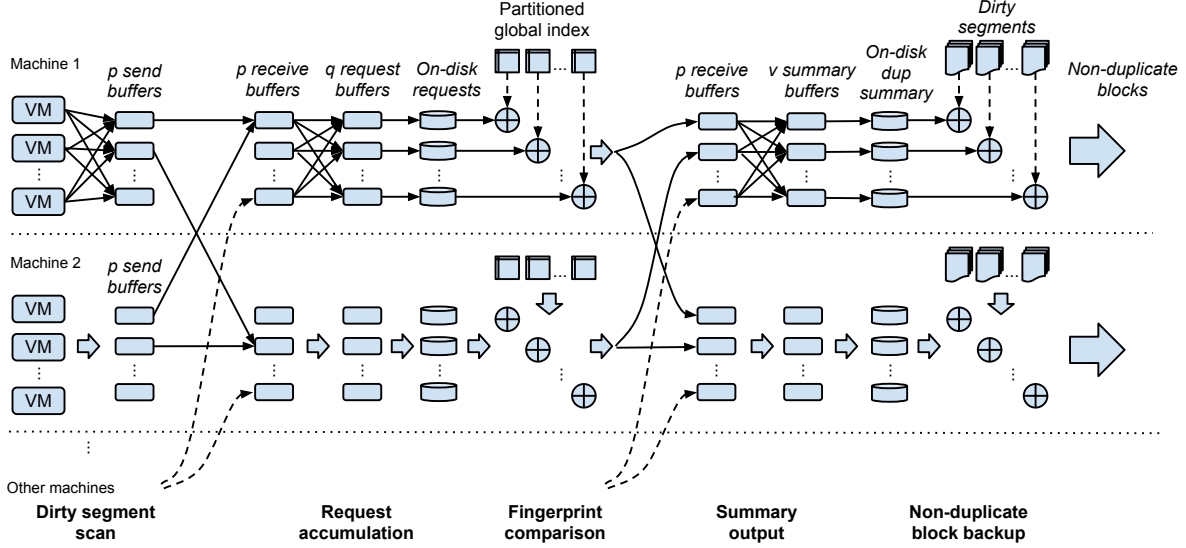 Partitioned
global index
Dirty
segments
Machine 1
p send
buffers
p receive
buffers
q request
buffers
On-disk
requests
...
p receive
buffers
v summary
buffers
On-disk
dup
summary
...
Non-duplicate
blocks
VM
VM
...
VM
...
...
...
...
...
...
...
...
...
Machine 2
p send
buffers
...
...
VM
VM
...
VM
...
...
...
...
...
...
...
...
...
...
Other machines
Dirty segment
scan
Request
accumulation
Fingerprint
comparison
Summary
output
Non-duplicate
block backup